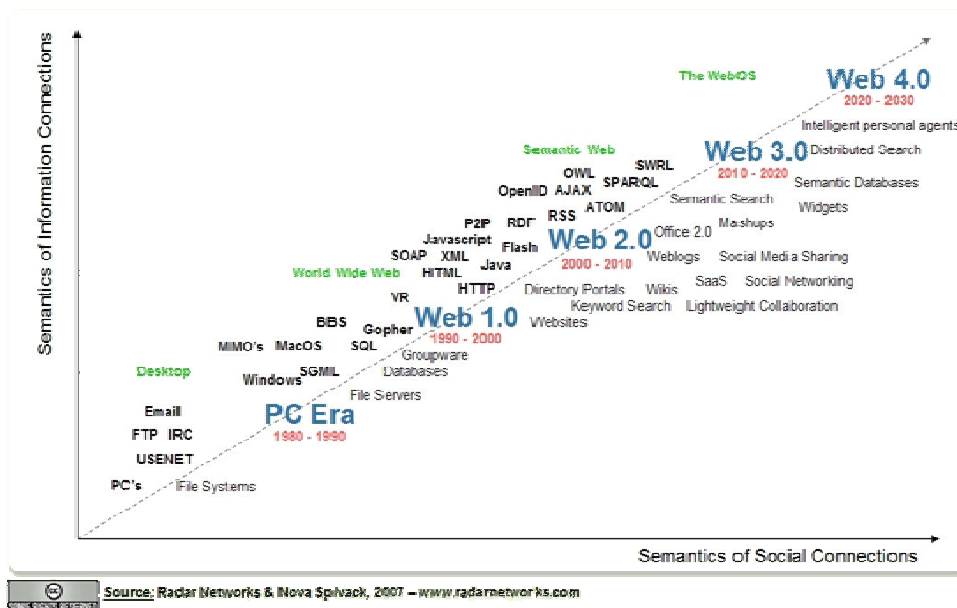 Semantics of Information Connections
The WebOS
Web 4.0
2020 - 2030
Intelligent personal agents
Semantic Web
SWRL
Web 3.0
Distributed Search
2010 - 2020
OWL
SPARQL
Semantic Databases
OpenID AJAX
Semantic Search
ATOM
Widgets
P2P
RDF
RSS
Mashups
Office 2.0
Javascript
Flash
Web 2.0
SOAP
XML
2000 - 2010
Weblogs
Social Media Sharing
World Wide Web
HTML
Java
SaaS
Social Networking
HTTP
Directory Portals
Wikis
VR
Keyword Search
Lightweight Collaboration
BBS
Gopher
Web 1.0
Websites
1990 - 2000
MIMO's
MacOS
SQL
Groupware
Desktop
SGML
Databases
Windows
File Servers
Email
PC Era
1980 - 1990
FTP IRC
USENET
PC's
File Systems
Semantics of Social Connections
cc
Source: Radar Networks & Nova Spivack, 2007 – www.radarnetworks.com